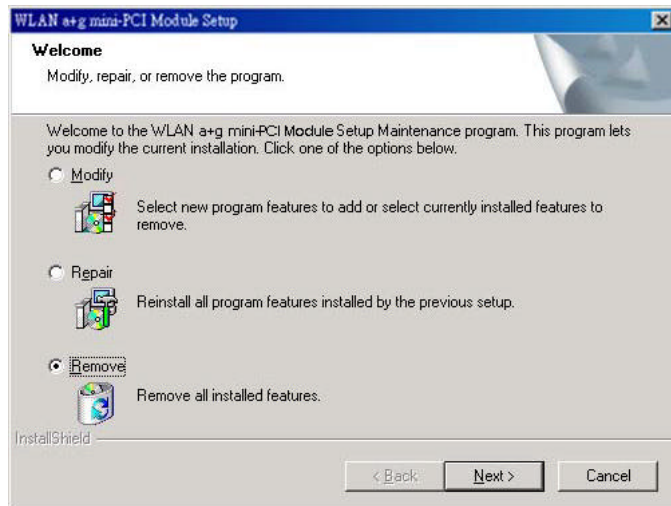 WLAN a+g mini-PCI Module Setup
Welcome
Modify, repair, or remove the program.
Welcome to the WLAN a+g mini-PCI Module Setup Maintenance program. This program lets
you modify the current installation. Click one of the options below.
Modify
Select new program features to add or select currently installed features to
remove.
Repair
Reinstall all program features installed by the previous setup.
Remove
Remove all installed features.
InstallShield
< Back
Next >
Cancel